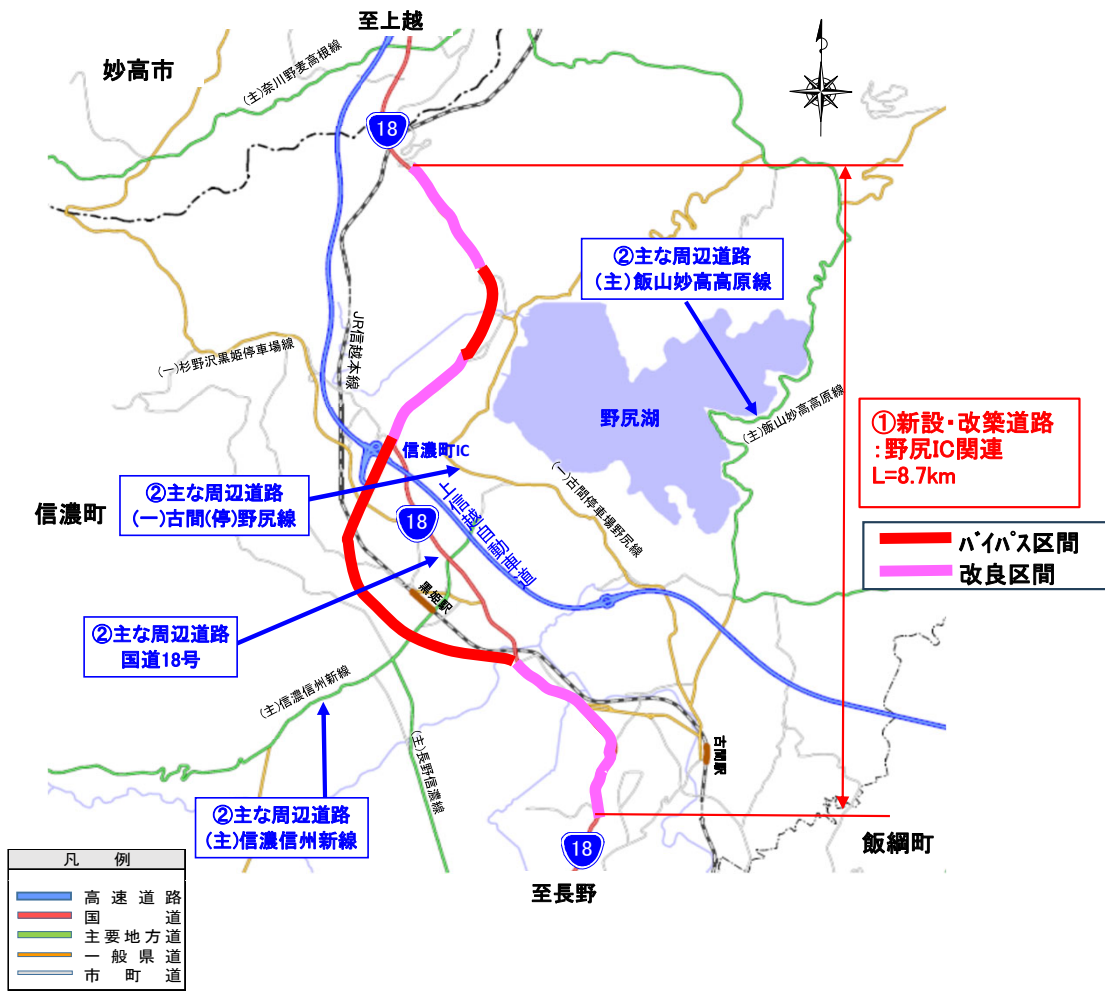 至上越
妙高市
(主)奈川野麦高根線
18
②主な周辺道路
(主)飯山妙高高原線
JR信越本線
(一)杉野沢黒姫停車場線
野尻湖
(主)飯山妙高高原線
①新設・改築道路
:野尻IC関連
L=8.7km
信濃町IC
②主な周辺道路
(一)古間(停)野尻線
(一)古間停車場野尻線
信濃町
18
上信越自動車道
バイパス区間
改良区間
黒姫駅
②主な周辺道路
国道18号
(主)信濃信州新線
(主)長野信濃線
古間駅
②主な周辺道路
(主)信濃信州新線
18
飯綱町
至長野
凡例
高速道路
国道
主要地方道
一般県道
市町道